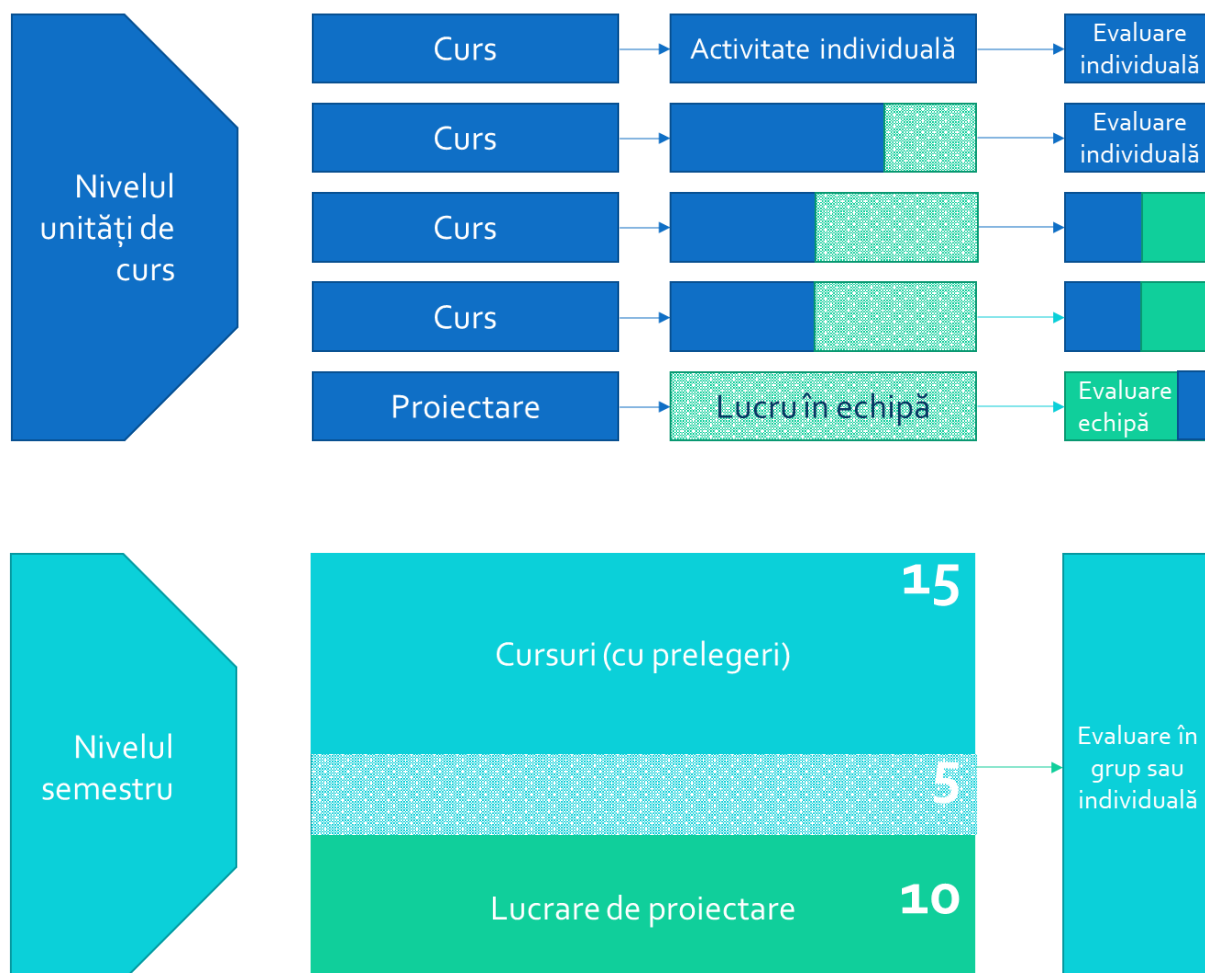 Nivelul
unități de
curs
Curs
Activitate individuală
Evaluare
individuală
Curs
Evaluare
individuală
Curs
Curs
Proiectare
Lucru în echipă
Evaluare
echipă
Nivelul
semestru
15
Cursuri (cu prelegeri)
5
Lucrare de proiectare
10
Evaluare în
grup sau
individuală